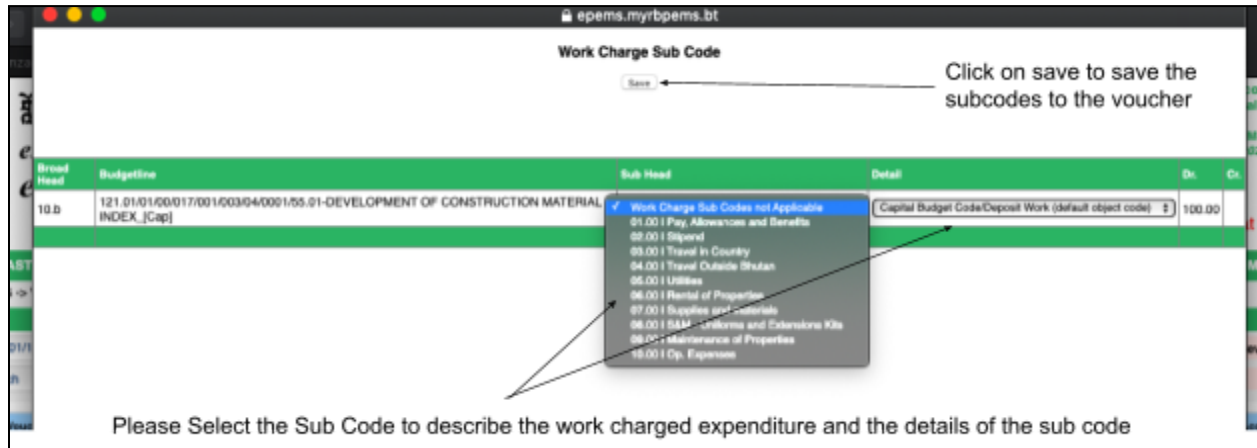 epems.myrbpems.bt
Work Charge Sub Code
Save
Click on save to save the
subcodes to the voucher
Broad
Head
Budgetline
Sub Head
Detail
Dr.
Cr.
10.b
121.01/01/00/017/001/003/04/0001/55.01-DEVELOPMENT OF CONSTRUCTION MATERIAL
INDEX_[Cap]
✓ Work Charge Sub Codes not Applicable
01.00 | Pay, Allowances and Benefits
02.00 | Stipend
03.00 | Travel in Country
04.00 | Travel Outside Bhutan
05.00 | Utilities
06.00 | Rental of Properties
07.00 | Supplies and Materials
08.00 | S&M - Uniforms and Extensions Kits
09.00 | Maintenance of Properties
10.00 | Op. Expenses
Capital Budget Code/Deposit Work (default object code)
100.00
Please Select the Sub Code to describe the work charged expenditure and the details of the sub code